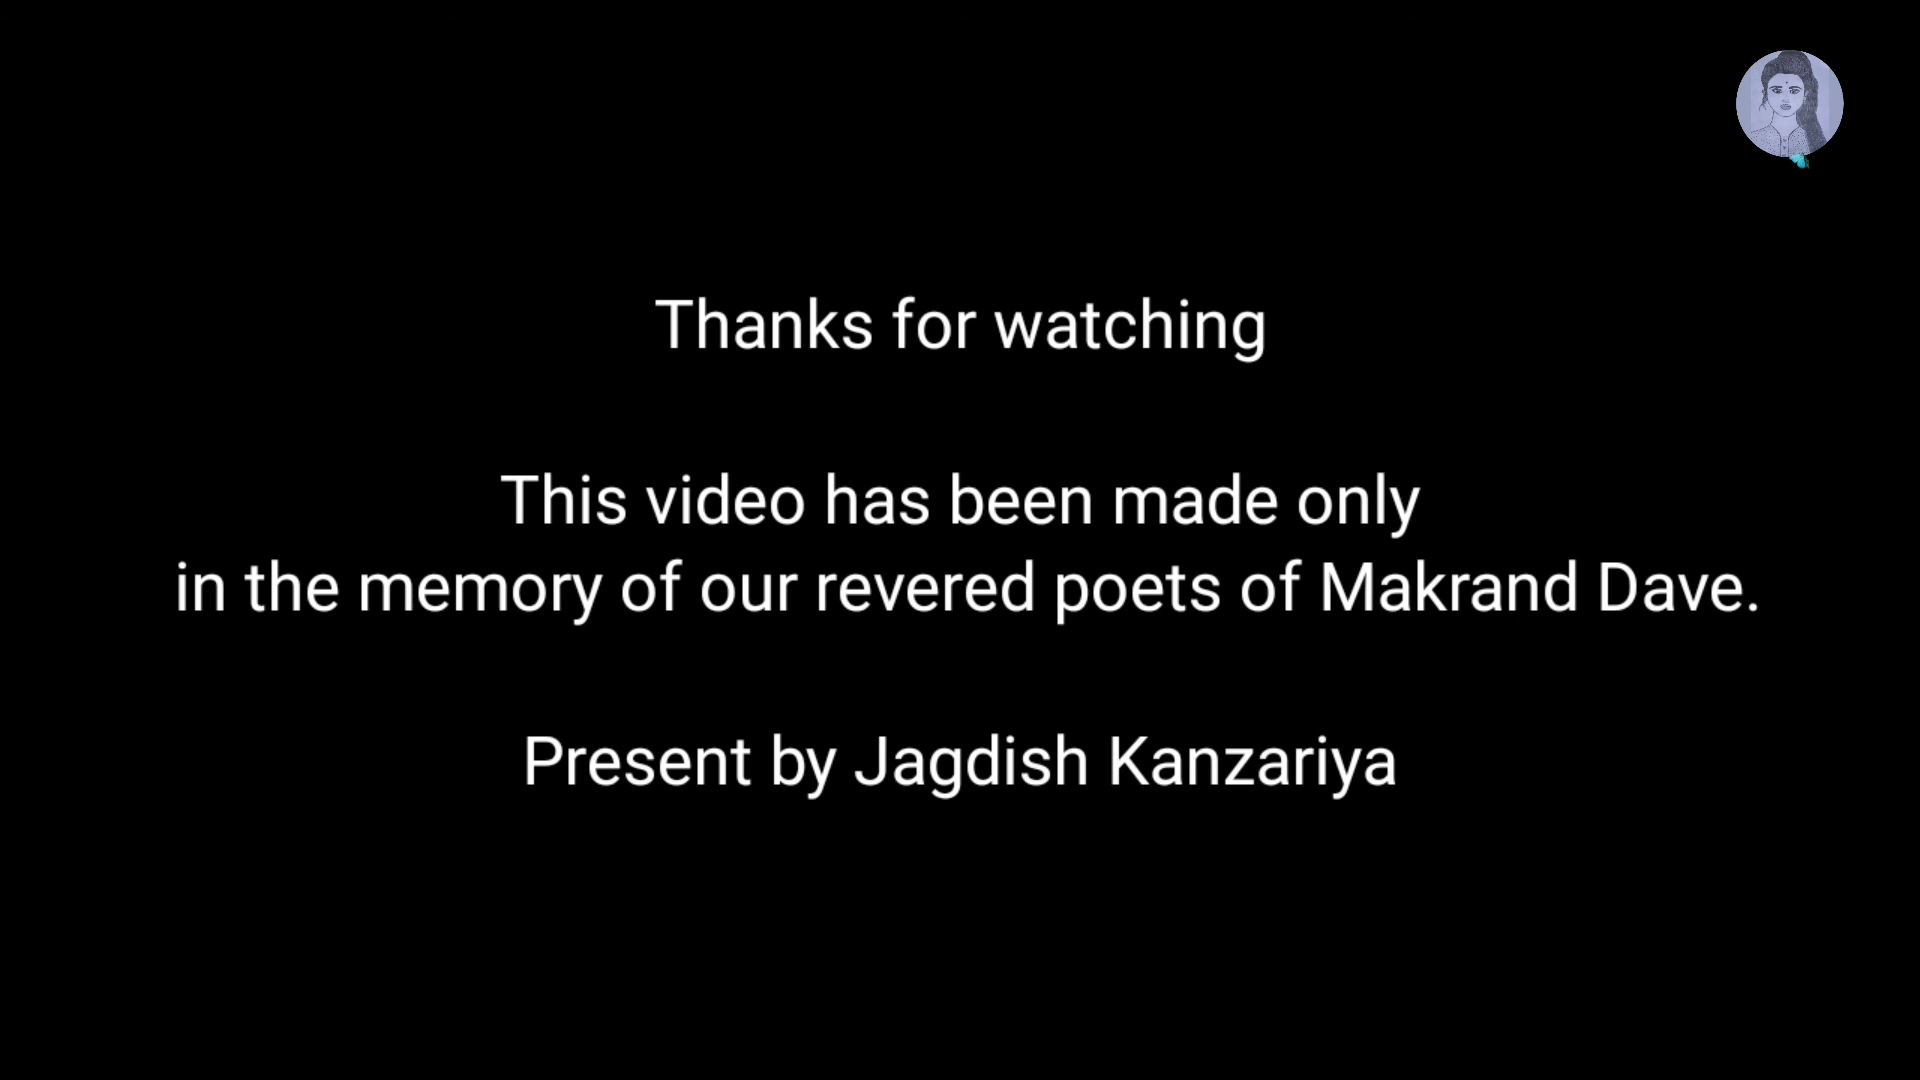 Thanks for watching
This video has been made only
in the memory of our revered poets of Makrand Dave.
Present by Jagdish Kanzariya